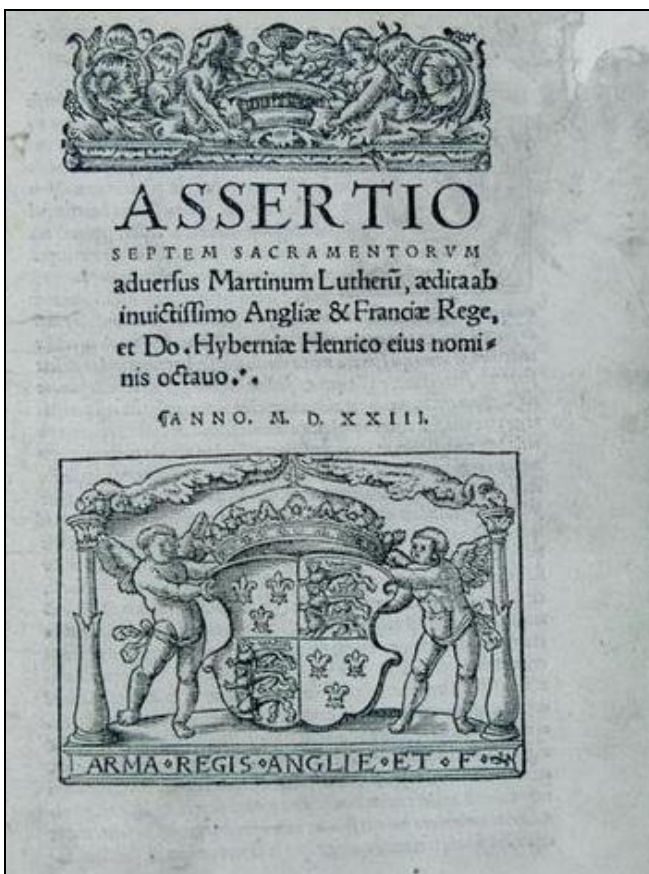 ASSERTIO
SEPTEM SACRAMENTORVM
aduersus Martinum Lutherū, ædita ab
inuictissimo Angliæ & Franciæ Rege,
et Do. Hyberniæ Henrico eius nomi⸗
nis octauo.
¶ANNO. M. D. XXIII.
ARMA•REGIS•ANGLIE•ET•F•